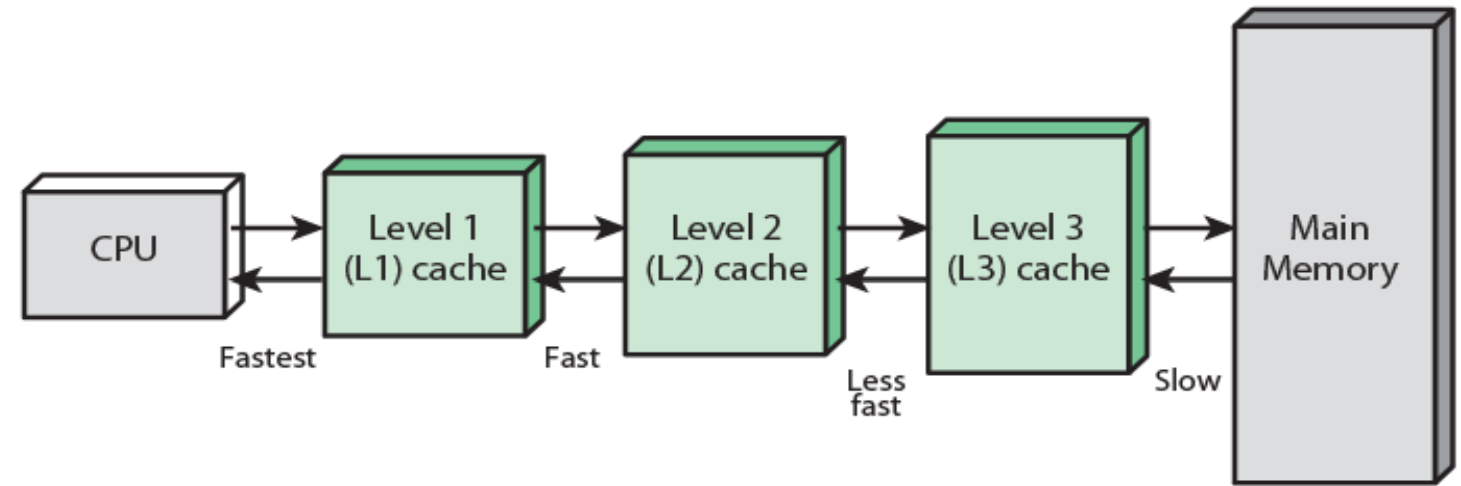 CPU
Level 1
(L1) cache
Level 2
(L2) cache
Level 3
(L3) cache
Main
Memory
Fastest
Fast
Less
fast
Slow